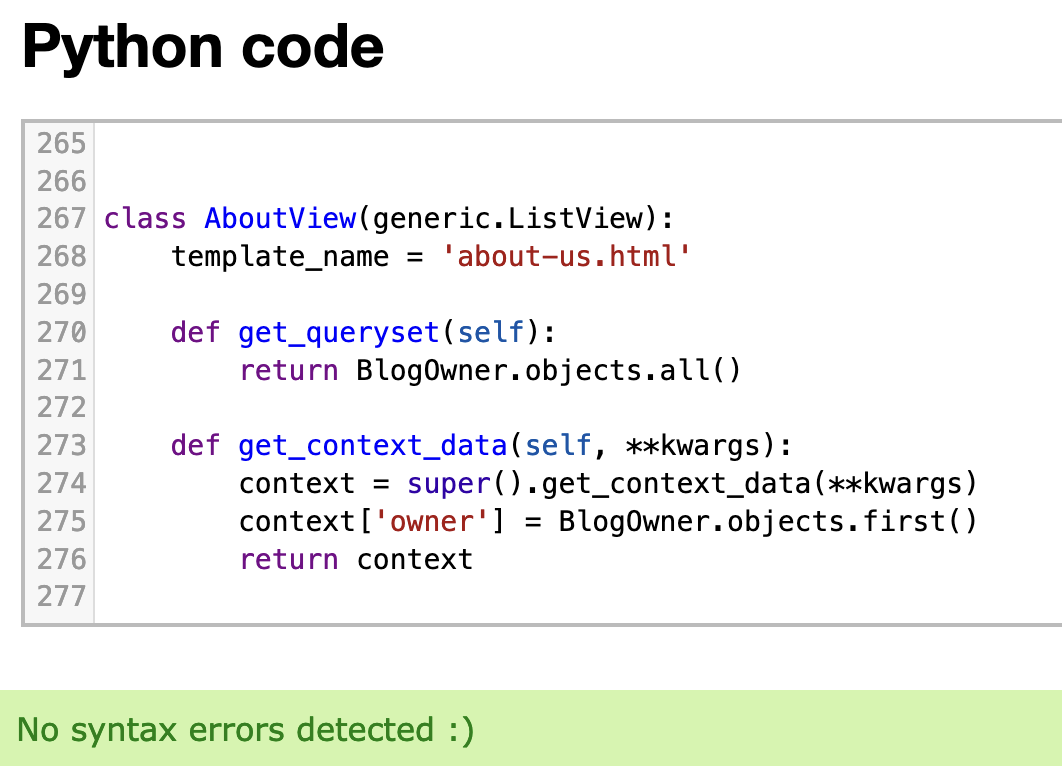 Python code
265
266
267 class AboutView(generic.ListView):
268     template_name = 'about-us.html'
269
270     def get_queryset(self):
271         return BlogOwner.objects.all()
272
273     def get_context_data(self, **kwargs):
274         context = super().get_context_data(**kwargs)
275         context['owner'] = BlogOwner.objects.first()
276         return context
277
No syntax errors detected :)